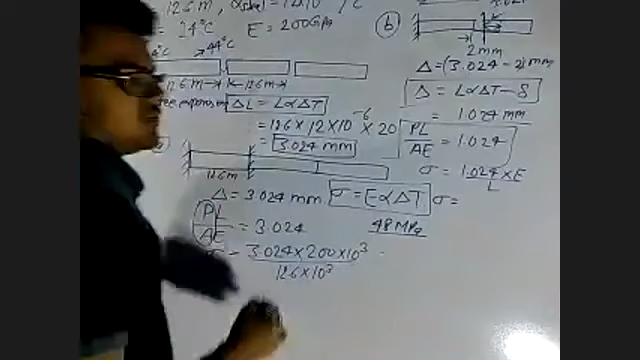 12.6 m, αsteel = 12×10 /°C
= 24°C E = 200GPa
°C 44°C
12.6 m 12.6 m
free expansion ΔL = LαΔT
= 12.6 × 12 × 10⁻⁶ × 20
= 3.024 mm
12.6m
Δ = 3.024 mm σ = EαΔT
PL/AE = 3.024 48 MPa
= 3.024×200×10³ / 12.6×10³
(b)
2mm
Δ = (3.024 - 2) mm
Δ = LαΔT - δ
= 1.024 mm
PL/AE = 1.024
σ = 1.024 × E / L
σ =